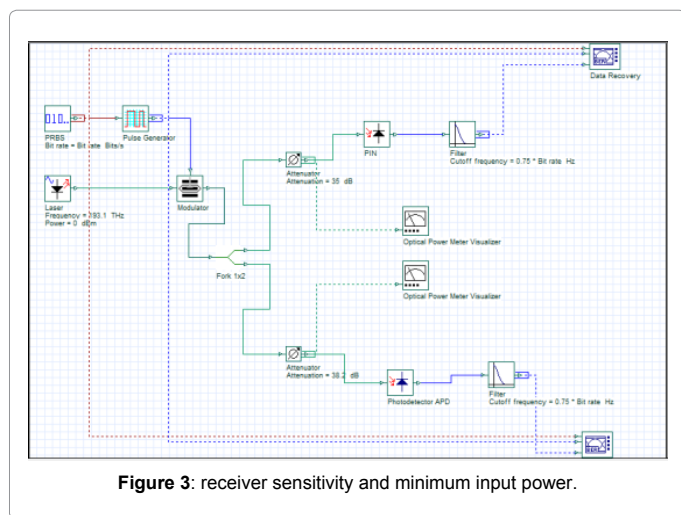 Data Recovery
010...
PRBS
Bit rate = Bit rate Bits/s
Pulse Generator
Laser
Frequency = 193.1 THz
Power = 0 dBm
Modulator
Fork 1x2
Attenuator
Attenuation = 35 dB
PIN
Filter
Cutoff frequency = 0.75 * Bit rate Hz
Optical Power Meter Visualizer
Optical Power Meter Visualizer
Attenuator
Attenuation = 38.2 dB
Photodetector APD
Filter
Cutoff frequency = 0.75 * Bit rate Hz
Figure 3: receiver sensitivity and minimum input power.